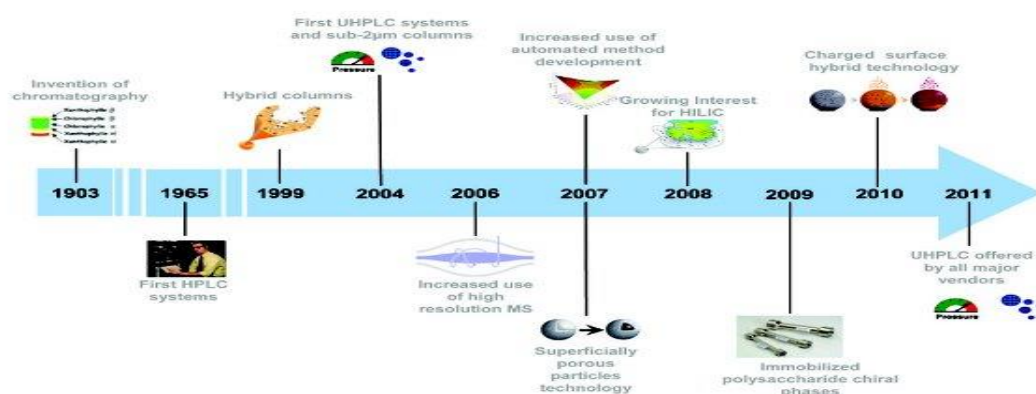 First UHPLC systems
and sub-2µm columns
Pressure
Increased use of
automated method
development
Charged surface
hybrid technology
Invention of
chromatography
Hybrid columns
Growing Interest
for HILIC
1903
1965
1999
2004
2006
2007
2008
2009
2010
2011
First HPLC
systems
Increased use
of high
resolution MS
UHPLC offered
by all major
vendors
Pressure
Superficially
porous
particles
technology
Immobilized
polysaccharide chiral
phases